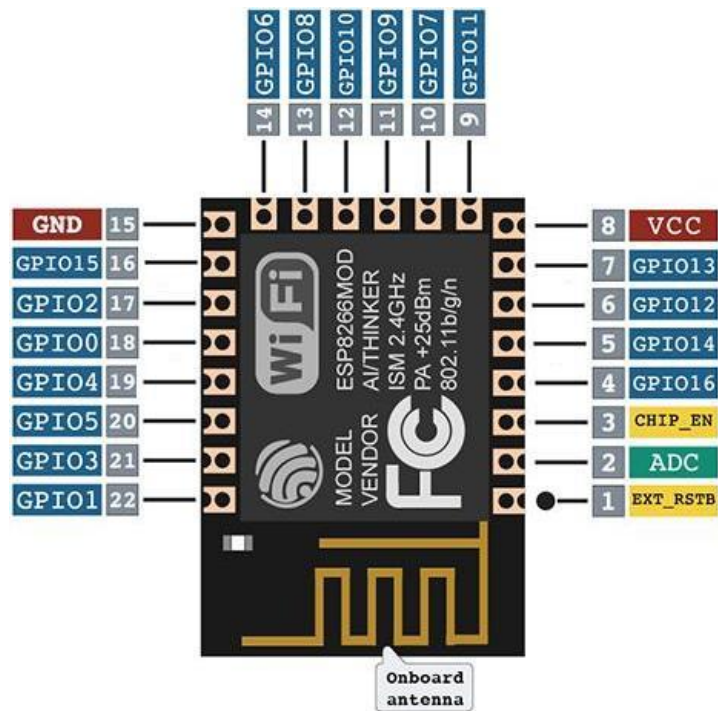 GPIO6
GPIO8
GPIO10
GPIO9
GPIO7
GPIO11
14
13
12
11
10
9
GND 15
GPIO15 16
GPIO2 17
GPIO0 18
GPIO4 19
GPIO5 20
GPIO3 21
GPIO1 22
Wi Fi
ESP8266MOD
AI/THINKER
ISM 2.4GHz
PA +25dBm
802.11b/g/n
MODEL
VENDOR
FC
8 VCC
7 GPIO13
6 GPIO12
5 GPIO14
4 GPIO16
3 CHIP_EN
2 ADC
1 EXT_RSTB
Onboard
antenna